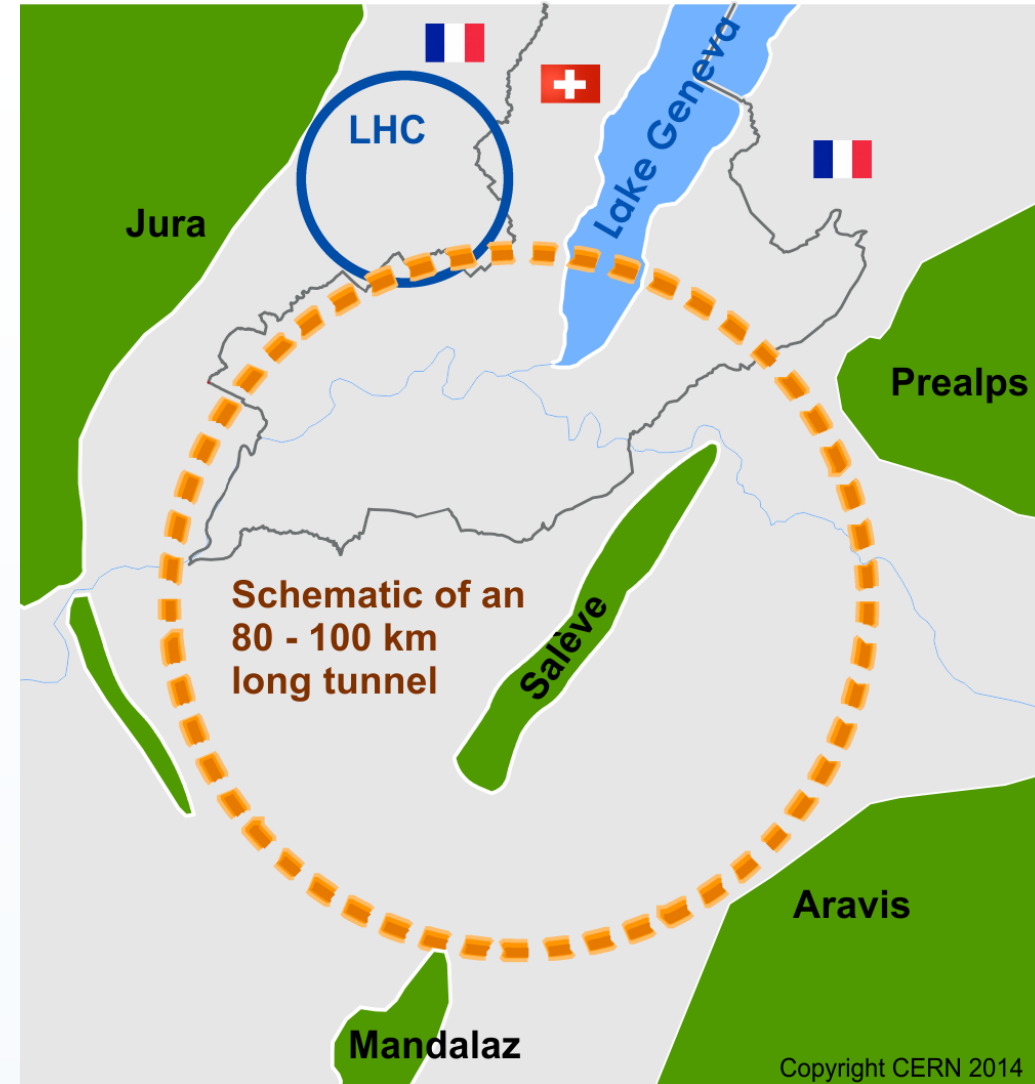 LHC
Lake Geneva
Jura
Prealps
Schematic of an
80 - 100 km
long tunnel
Salève
Aravis
Mandalaz
Copyright CERN 2014